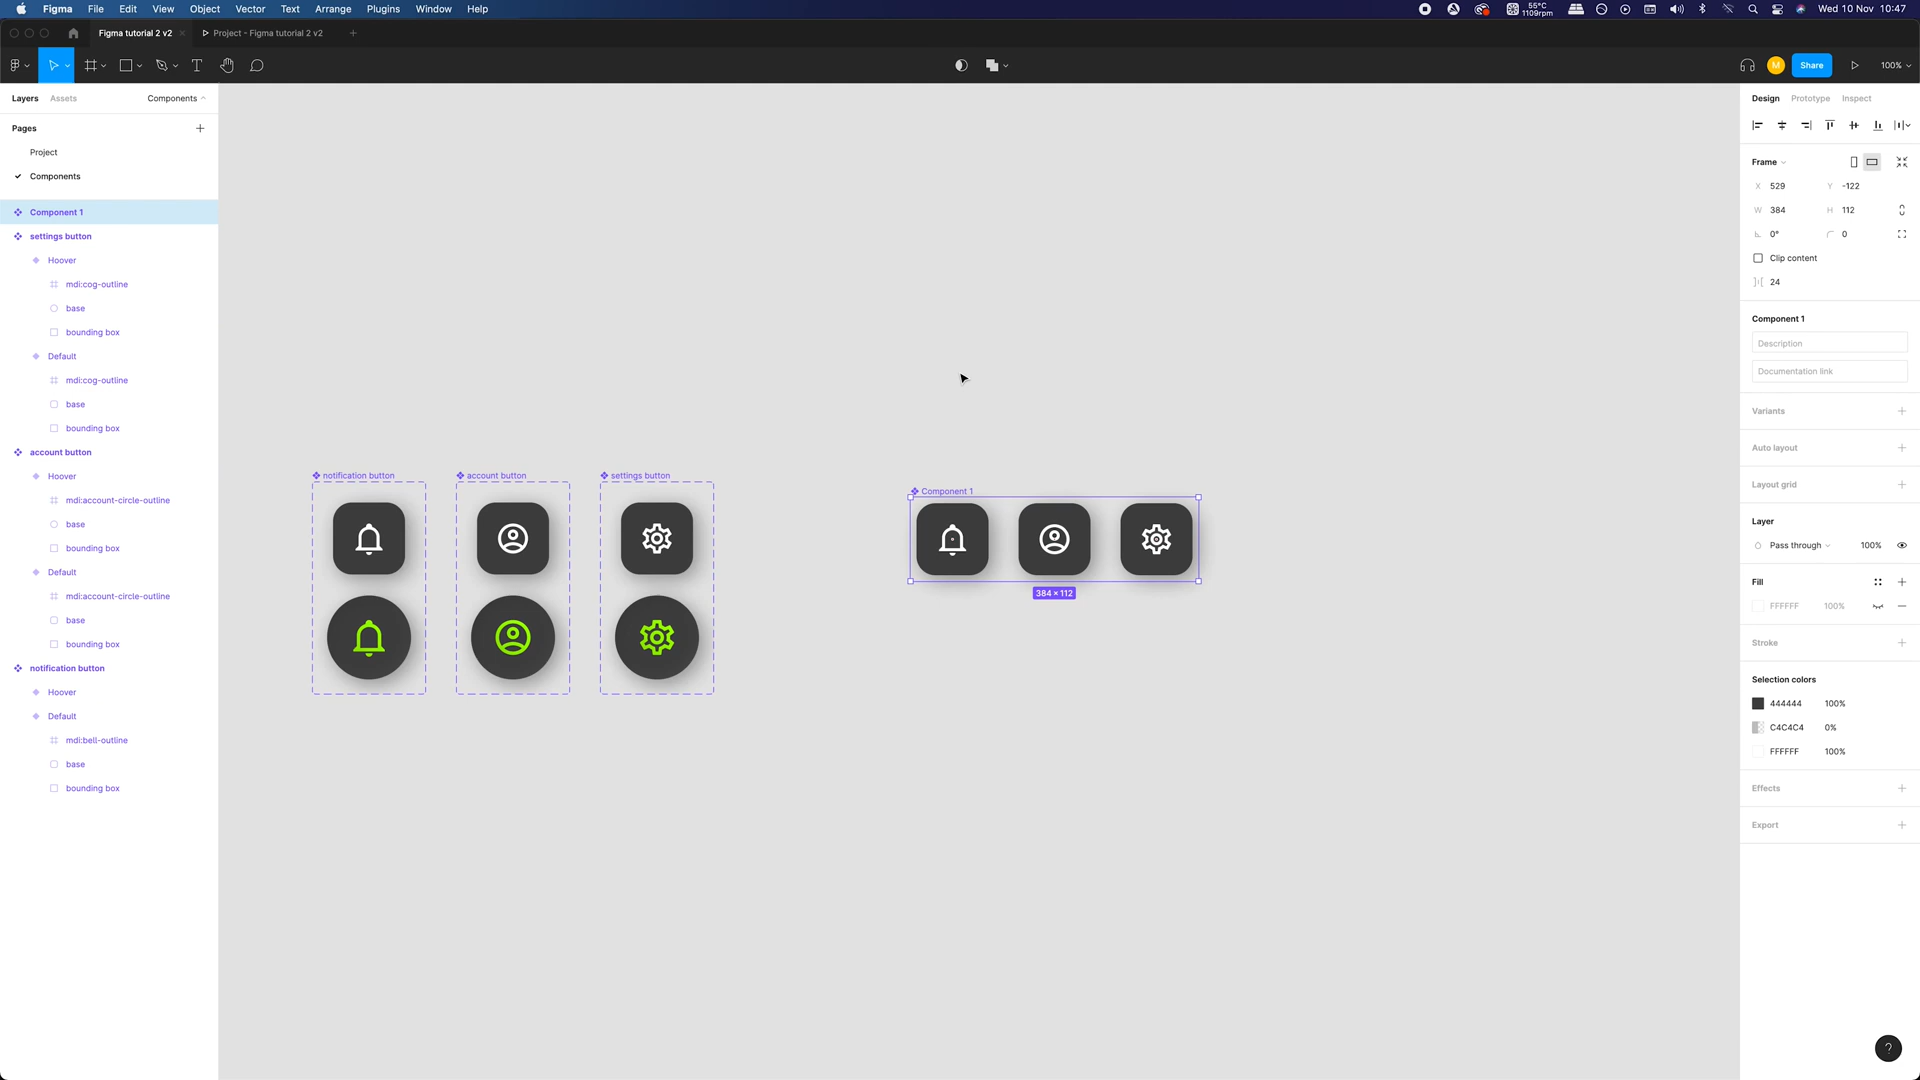 Figma File Edit View Object Vector Text Arrange Plugins Window Help
55°C
1109rpm
Wed 10 Nov 10:47
Figma tutorial 2 v2
Project - Figma tutorial 2 v2
M
Share
100%
Layers
Assets
Components
Pages
Project
Components
Component 1
settings button
Hoover
mdi:cog-outline
base
bounding box
Default
mdi:cog-outline
base
bounding box
account button
Hoover
mdi:account-circle-outline
base
bounding box
Default
mdi:account-circle-outline
base
bounding box
notification button
Hoover
Default
mdi:bell-outline
base
bounding box
notification button
account button
settings button
Component 1
384 × 112
Design
Prototype
Inspect
Frame
X 529
Y -122
W 384
H 112
0°
0
Clip content
24
Component 1
Description
Documentation link
Variants
Auto layout
Layout grid
Layer
Pass through
100%
Fill
FFFFFF 100%
Stroke
Selection colors
444444 100%
C4C4C4 0%
FFFFFF 100%
Effects
Export
?